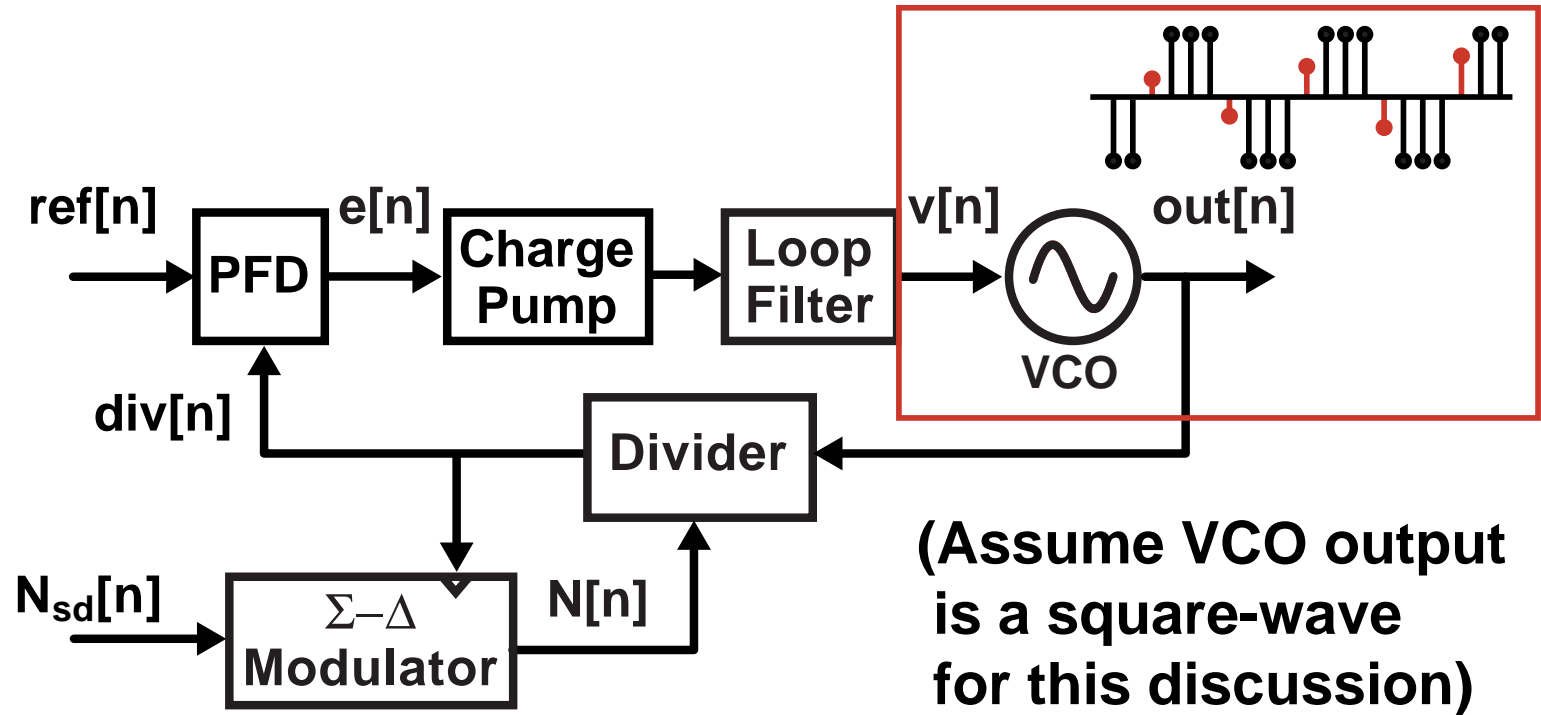 ref[n]
e[n]
v[n]
out[n]
PFD
Charge
Pump
Loop
Filter
VCO
div[n]
Divider
N_sd[n]
Σ−Δ
Modulator
N[n]
(Assume VCO output
is a square-wave
for this discussion)